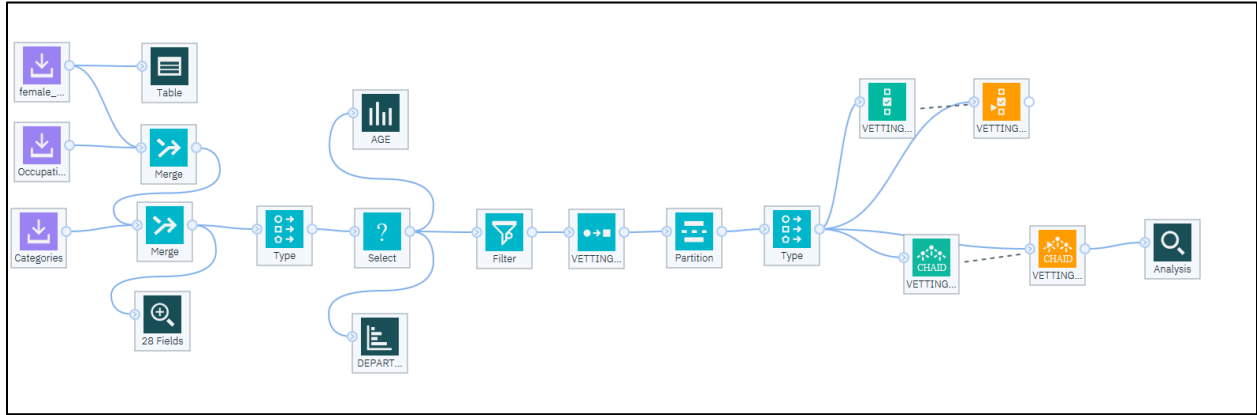 female_...
Table
Occupati...
Merge
Categories
Merge
28 Fields
Type
AGE
?
Select
DEPART...
Filter
VETTING...
Partition
Type
VETTING...
VETTING...
CHAID
VETTING...
CHAID
VETTING...
Analysis